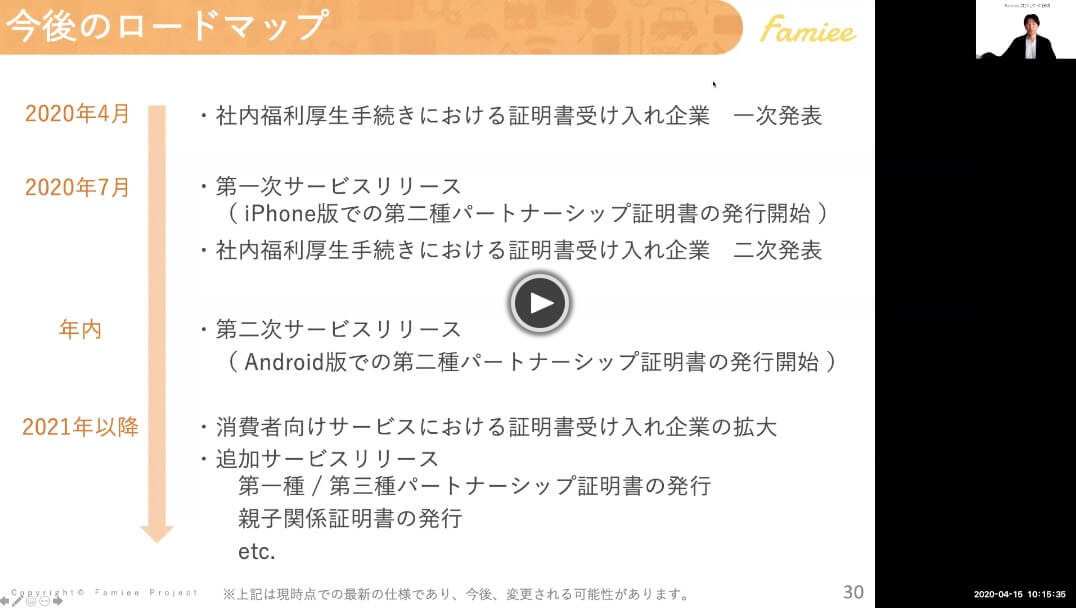 今後のロードマップ
Famiee
2020年4月
・社内福利厚生手続きにおける証明書受け入れ企業　一次発表
2020年7月
・第一次サービスリリース
（ iPhone版での第二種パートナーシップ証明書の発行開始 ）
・社内福利厚生手続きにおける証明書受け入れ企業　二次発表
年内
・第二次サービスリリース
（ Android版での第二種パートナーシップ証明書の発行開始 ）
2021年以降
・消費者向けサービスにおける証明書受け入れ企業の拡大
・追加サービスリリース
第一種 / 第三種パートナーシップ証明書の発行
親子関係証明書の発行
etc.
Copyright© Famiee Project
※上記は現時点での最新の仕様であり、今後、変更される可能性があります。
30
2020-04-16 10:15:36